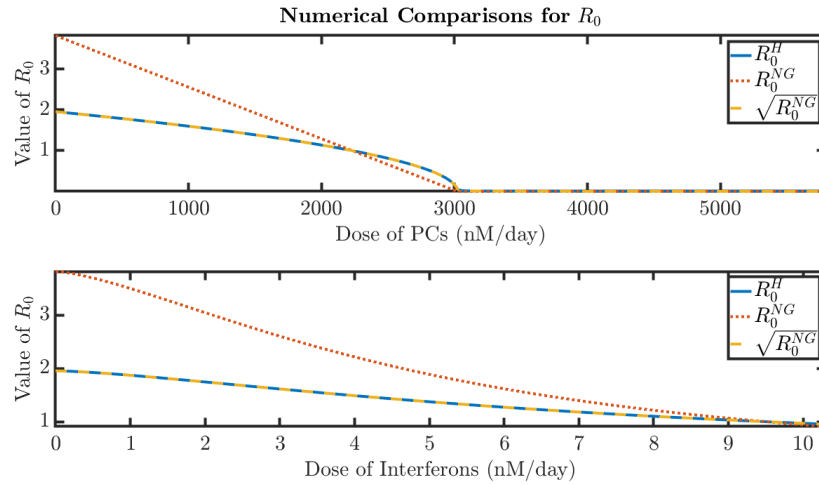 Numerical Comparisons for R₀
Value of R₀
3
2
1
0 1000 2000 3000 4000 5000
Dose of PCs (nM/day)
R₀ᴴ
R₀ᴺᴳ
√R₀ᴺᴳ
Value of R₀
3
2
1
0 1 2 3 4 5 6 7 8 9 10
Dose of Interferons (nM/day)
R₀ᴴ
R₀ᴺᴳ
√R₀ᴺᴳ